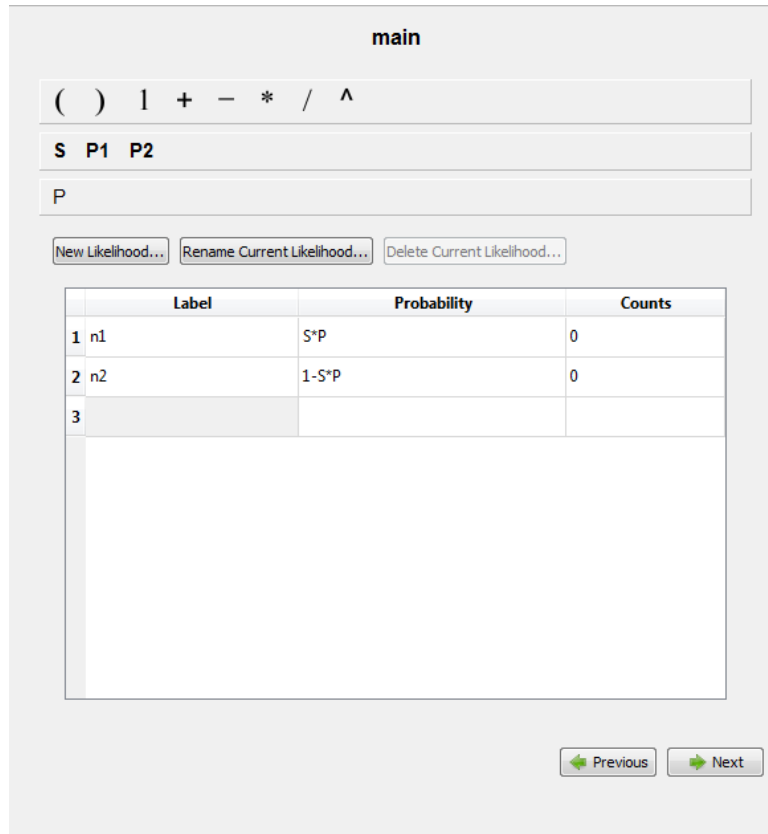 main
( ) 1 + − * / ^
S P1 P2
P
New Likelihood... Rename Current Likelihood... Delete Current Likelihood...
Label Probability Counts
1 n1 S*P 0
2 n2 1-S*P 0
3
Previous Next